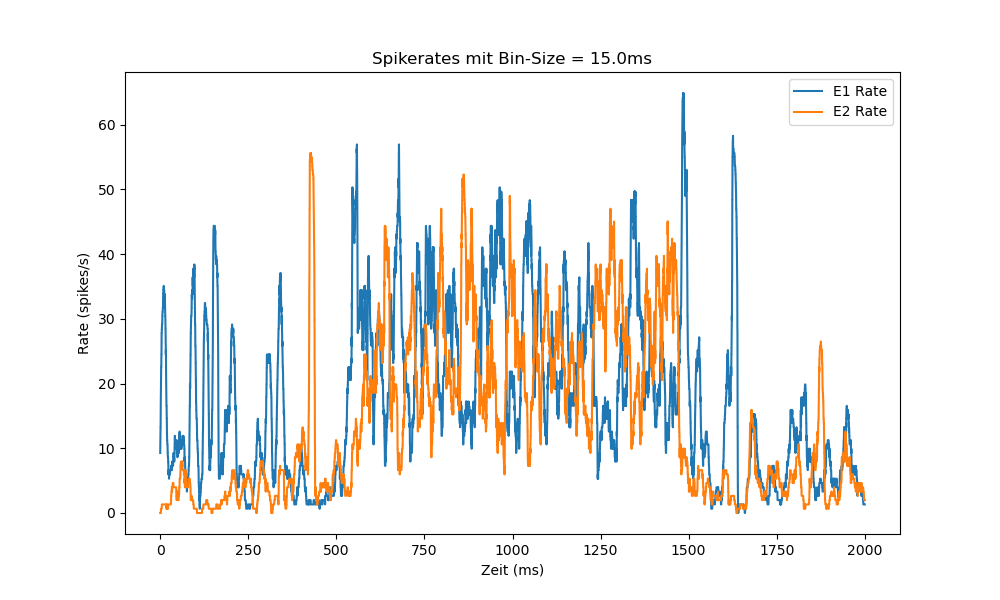 Spikerates mit Bin-Size = 15.0ms
E1 Rate
E2 Rate
Rate (spikes/s)
60
50
40
30
20
10
0
0 250 500 750 1000 1250 1500 1750 2000
Zeit (ms)